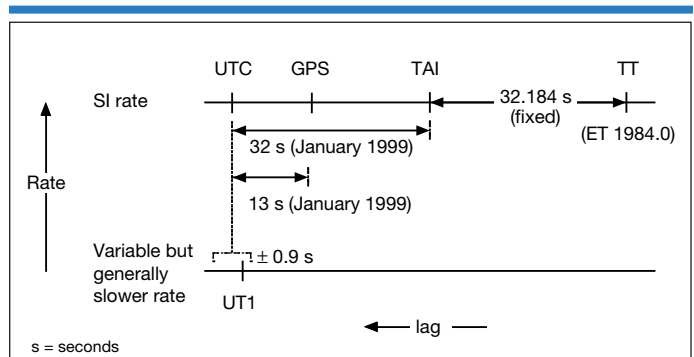 UTC GPS TAI TT
SI rate
32.184 s
(fixed)
(ET 1984.0)
32 s (January 1999)
Rate
13 s (January 1999)
Variable but
generally
slower rate
± 0.9 s
UT1
lag
s = seconds